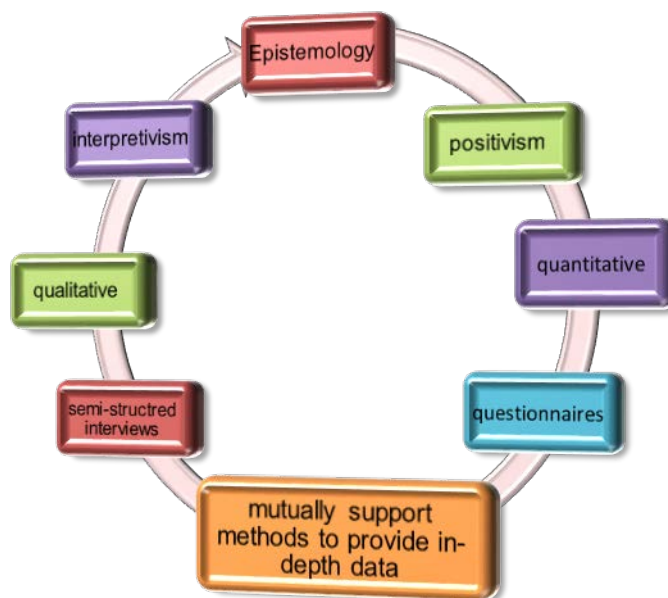 Epistemology
positivism
quantitative
questionnaires
mutually support
methods to provide in-
depth data
semi-structred
interviews
qualitative
interpretivism